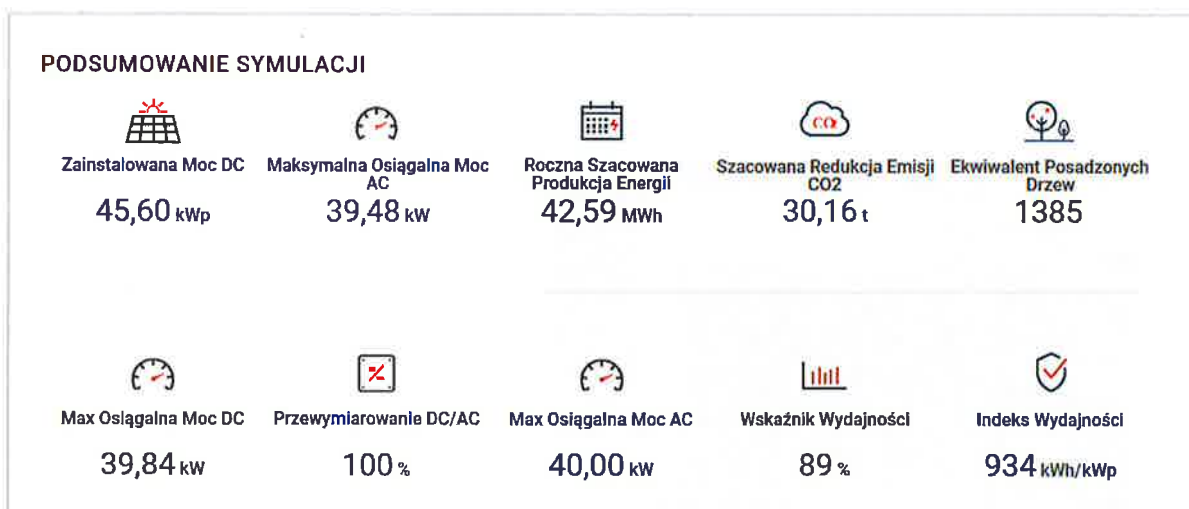 PODSUMOWANIE SYMULACJI
CO2
Zainstalowana Moc DC
Maksymalna Osiągalna Moc
AC
Roczna Szacowana
Produkcja Energii
Szacowana Redukcja Emisji
CO2
Ekwiwalent Posadzonych
Drzew
45,60 kWp
39,48 kW
42,59 MWh
30,16 t
1385
Max Osiągalna Moc DC
Przewymiarowanie DC/AC
Max Osiągalna Moc AC
Wskaźnik Wydajności
Indeks Wydajności
39,84 kW
100 %
40,00 kW
89 %
934 kWh/kWp